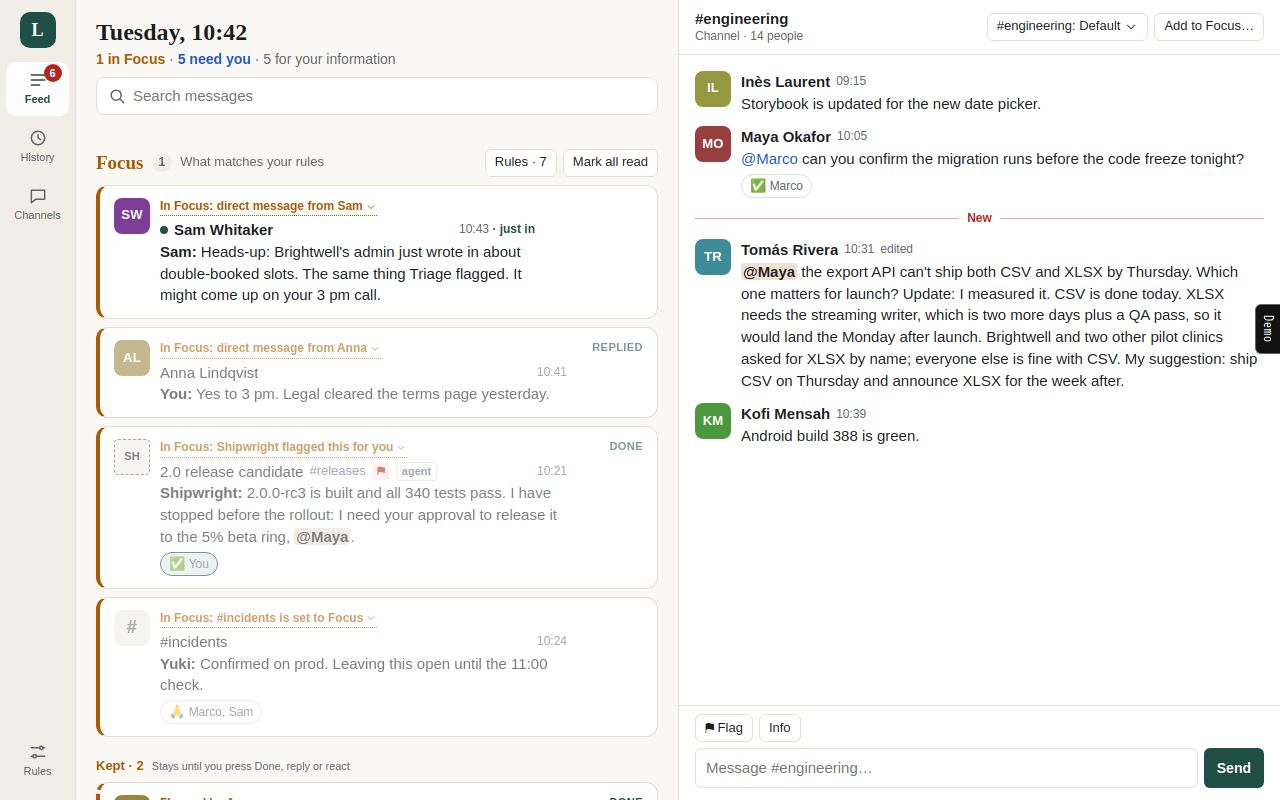 L
Feed
6
History
Channels
Rules
Tuesday, 10:42
1 in Focus · 5 need you · 5 for your information
Search messages
Focus 1 What matches your rules Rules · 7 Mark all read
SW
In Focus: direct message from Sam
Sam Whitaker 10:43 · just in
Sam: Heads-up: Brightwell's admin just wrote in about
double-booked slots. The same thing Triage flagged. It
might come up on your 3 pm call.
AL
In Focus: direct message from Anna REPLIED
Anna Lindqvist 10:41
You: Yes to 3 pm. Legal cleared the terms page yesterday.
SH
In Focus: Shipwright flagged this for you DONE
2.0 release candidate #releases agent 10:21
Shipwright: 2.0.0-rc3 is built and all 340 tests pass. I have
stopped before the rollout: I need your approval to release it
to the 5% beta ring, @Maya.
✅ You
#
In Focus: #incidents is set to Focus
#incidents 10:24
Yuki: Confirmed on prod. Leaving this open until the 11:00
check.
🙏 Marco, Sam
Kept · 2 Stays until you press Done, reply or react
DONE
#engineering
Channel · 14 people
#engineering: Default
Add to Focus…
IL
Inès Laurent 09:15
Storybook is updated for the new date picker.
MO
Maya Okafor 10:05
@Marco can you confirm the migration runs before the code freeze tonight?
✅ Marco
New
TR
Tomás Rivera 10:31 edited
@Maya the export API can't ship both CSV and XLSX by Thursday. Which
one matters for launch? Update: I measured it. CSV is done today. XLSX
needs the streaming writer, which is two more days plus a QA pass, so it
would land the Monday after launch. Brightwell and two other pilot clinics
asked for XLSX by name; everyone else is fine with CSV. My suggestion: ship
CSV on Thursday and announce XLSX for the week after.
KM
Kofi Mensah 10:39
Android build 388 is green.
Demo
Flag
Info
Message #engineering…
Send